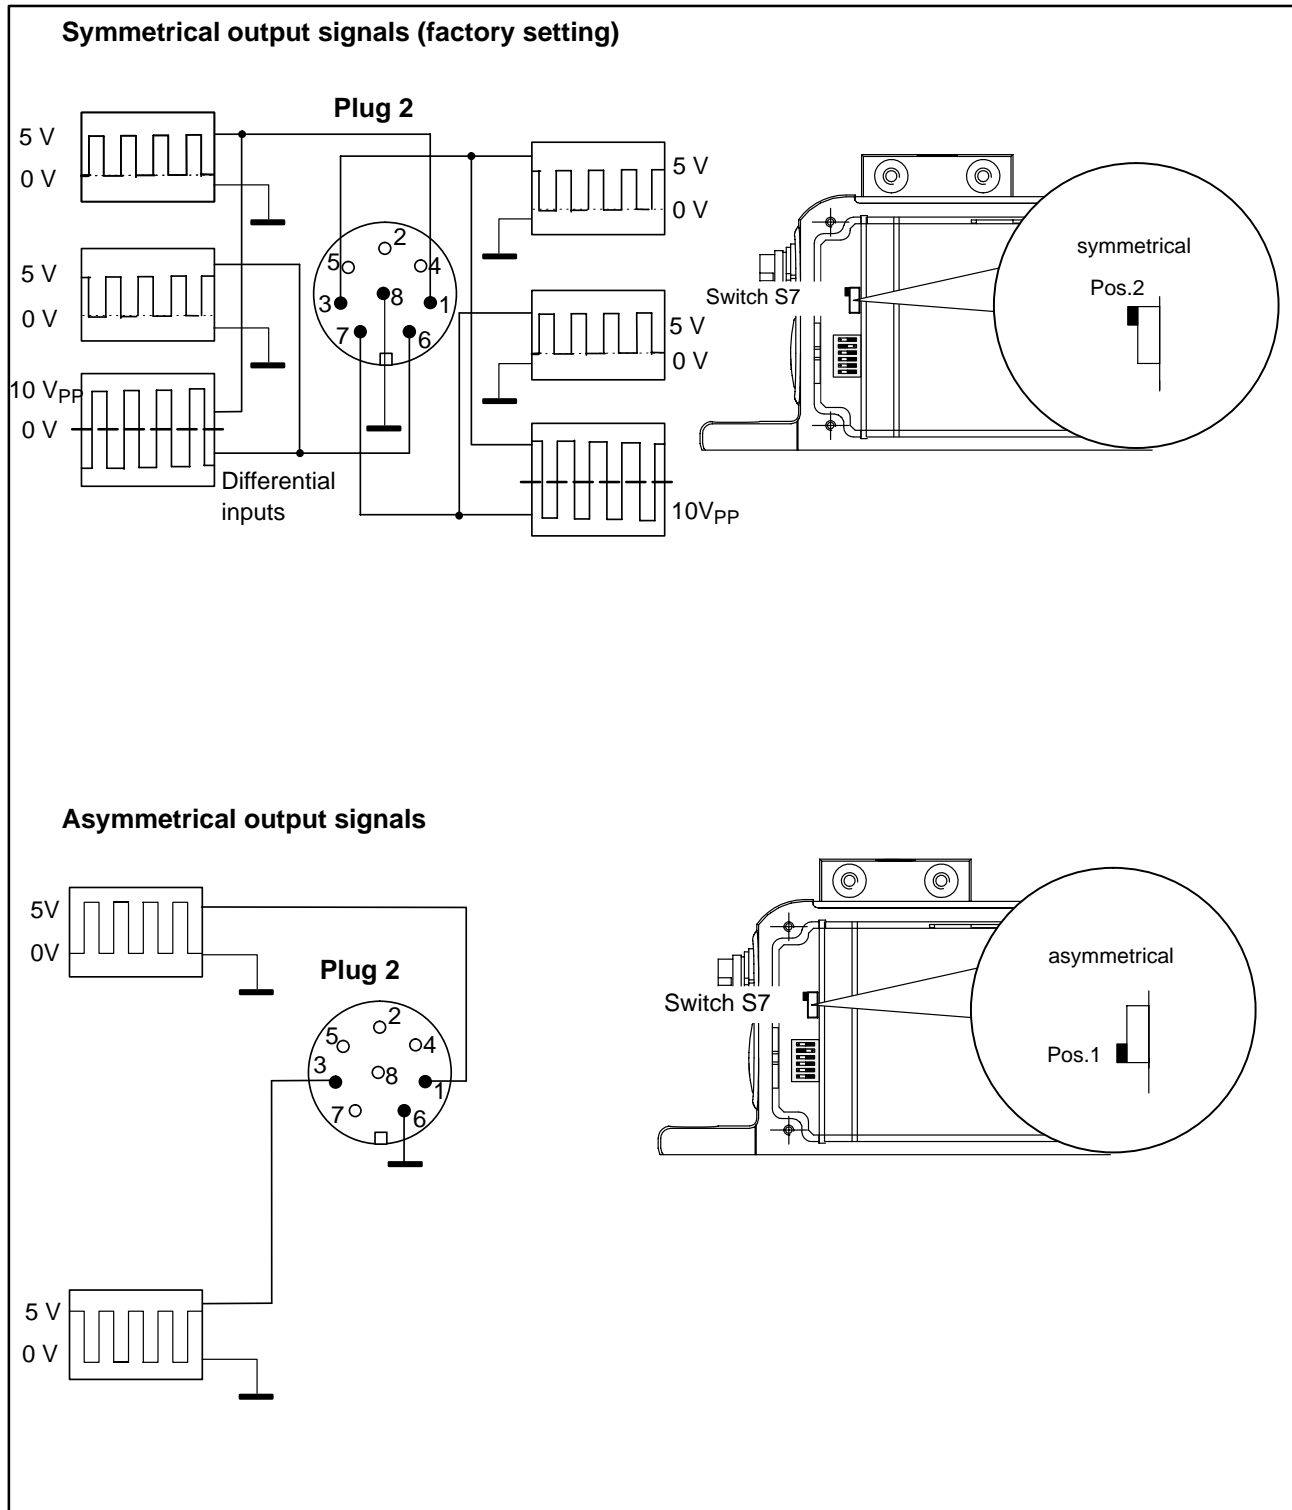 Symmetrical output signals (factory setting)
Plug 2
5 V
0 V
5 V
0 V
10 VPP
0 V
Differential
inputs
2
5
4
8
3
1
7
6
5 V
0 V
5 V
0 V
10VPP
Switch S7
symmetrical
Pos.2
Asymmetrical output signals
5V
0V
Plug 2
2
5
4
3
8
1
7
6
5 V
0 V
Switch S7
asymmetrical
Pos.1